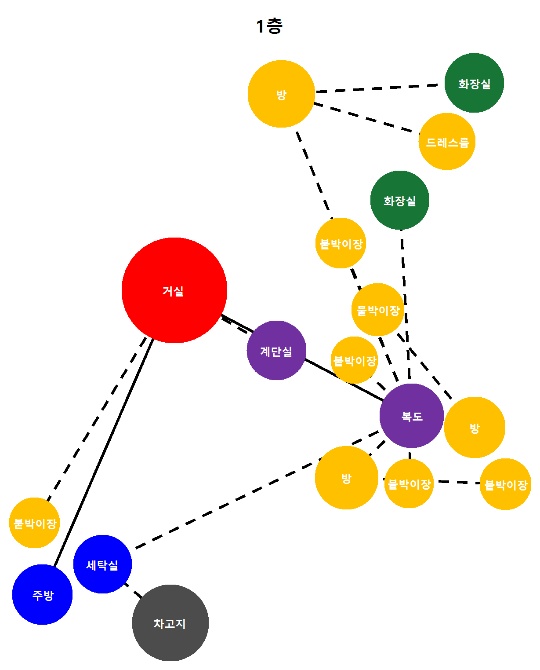 1층
화장실
방
드레스룸
화장실
붙박이장
거실
붙박이장
계단실
붙박이장
복도
방
방
붙박이장
붙박이장
붙박이장
세탁실
주방
차고지